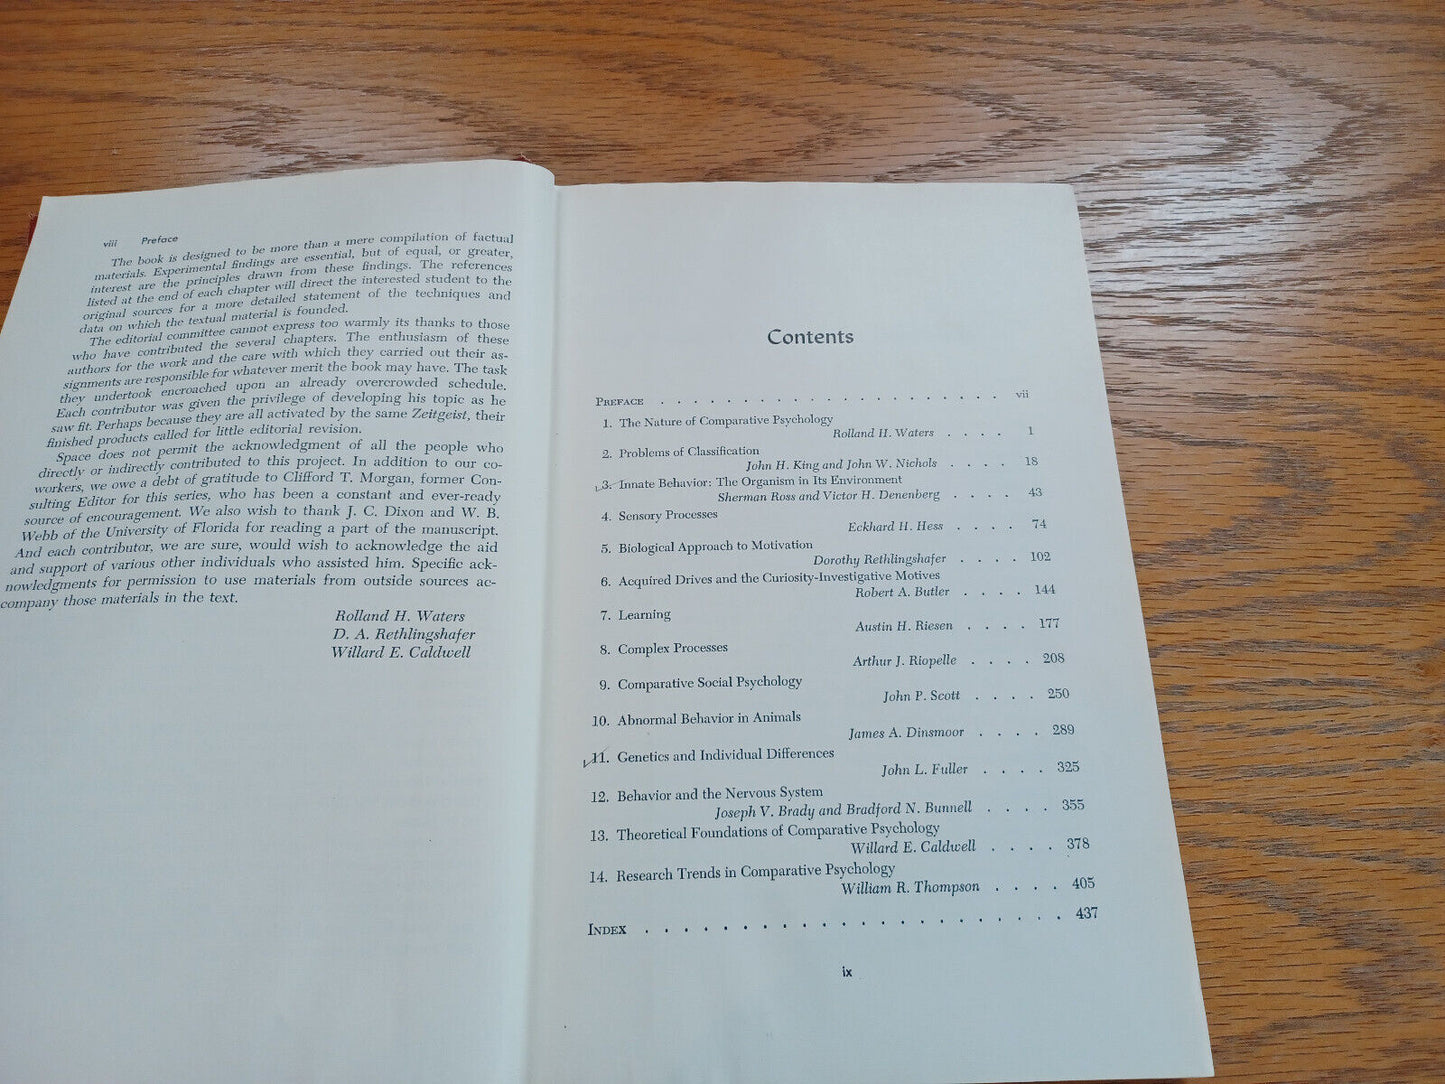 viii Preface
The book is designed to be more than a mere compilation of factual
materials. Experimental findings are essential, but of equal, or greater,
interest are the principles drawn from these findings. The references
listed at the end of each chapter will direct the interested student to the
original sources for a more detailed statement of the techniques and
data on which the textual material is founded.
The editorial committee cannot express too warmly its thanks to those
who have contributed the several chapters. The enthusiasm of these
authors for the work and the care with which they carried out their as-
signments are responsible for whatever merit the book may have. The task
they undertook encroached upon an already overcrowded schedule.
Each contributor was given the privilege of developing his topic as he
saw fit. Perhaps because they are all activated by the same Zeitgeist, their
finished products called for little editorial revision.
Space does not permit the acknowledgment of all the people who
directly or indirectly contributed to this project. In addition to our co-
workers, we owe a debt of gratitude to Clifford T. Morgan, former Con-
sulting Editor for this series, who has been a constant and ever-ready
source of encouragement. We also wish to thank J. C. Dixon and W. B.
Webb of the University of Florida for reading a part of the manuscript.
And each contributor, we are sure, would wish to acknowledge the aid
and support of various other individuals who assisted him. Specific ack-
nowledgments for permission to use materials from outside sources ac-
company those materials in the text.
Rolland H. Waters
D. A. Rethlingshafer
Willard E. Caldwell
Contents
PREFACE . . . . . . . . . . . . . . . . . . . . vii
1. The Nature of Comparative Psychology
Rolland H. Waters . . . . 1
2. Problems of Classification
John H. King and John W. Nichols . . . . 18
3. Innate Behavior: The Organism in Its Environment
Sherman Ross and Victor H. Denenberg . . . . 43
4. Sensory Processes
Eckhard H. Hess . . . . 74
5. Biological Approach to Motivation
Dorothy Rethlingshafer . . . . 102
6. Acquired Drives and the Curiosity-Investigative Motives
Robert A. Butler . . . . 144
7. Learning
Austin H. Riesen . . . . 177
8. Complex Processes
Arthur J. Riopelle . . . . 208
9. Comparative Social Psychology
John P. Scott . . . . 250
10. Abnormal Behavior in Animals
James A. Dinsmoor . . . . 289
11. Genetics and Individual Differences
John L. Fuller . . . . 325
12. Behavior and the Nervous System
Joseph V. Brady and Bradford N. Bunnell . . . . 355
13. Theoretical Foundations of Comparative Psychology
Willard E. Caldwell . . . . 378
14. Research Trends in Comparative Psychology
William R. Thompson . . . . 405
INDEX . . . . . . . . . . . . . . . . . . 437
ix